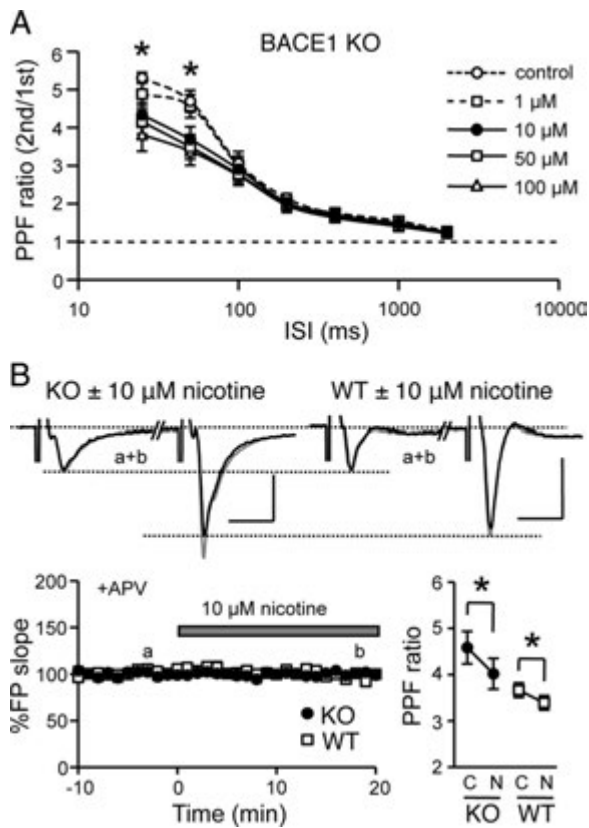 A
BACE1 KO
*
*
PPF ratio (2nd/1st)
6
5
4
3
2
1
0
10
100
1000
10000
ISI (ms)
control
1 µM
10 µM
50 µM
100 µM
B
KO ± 10 µM nicotine
WT ± 10 µM nicotine
a+b
a+b
%FP slope
200
150
100
50
0
+APV
10 µM nicotine
a
b
KO
WT
-10
0
10
20
Time (min)
PPF ratio
6
5
4
3
2
*
*
C N C N
KO WT